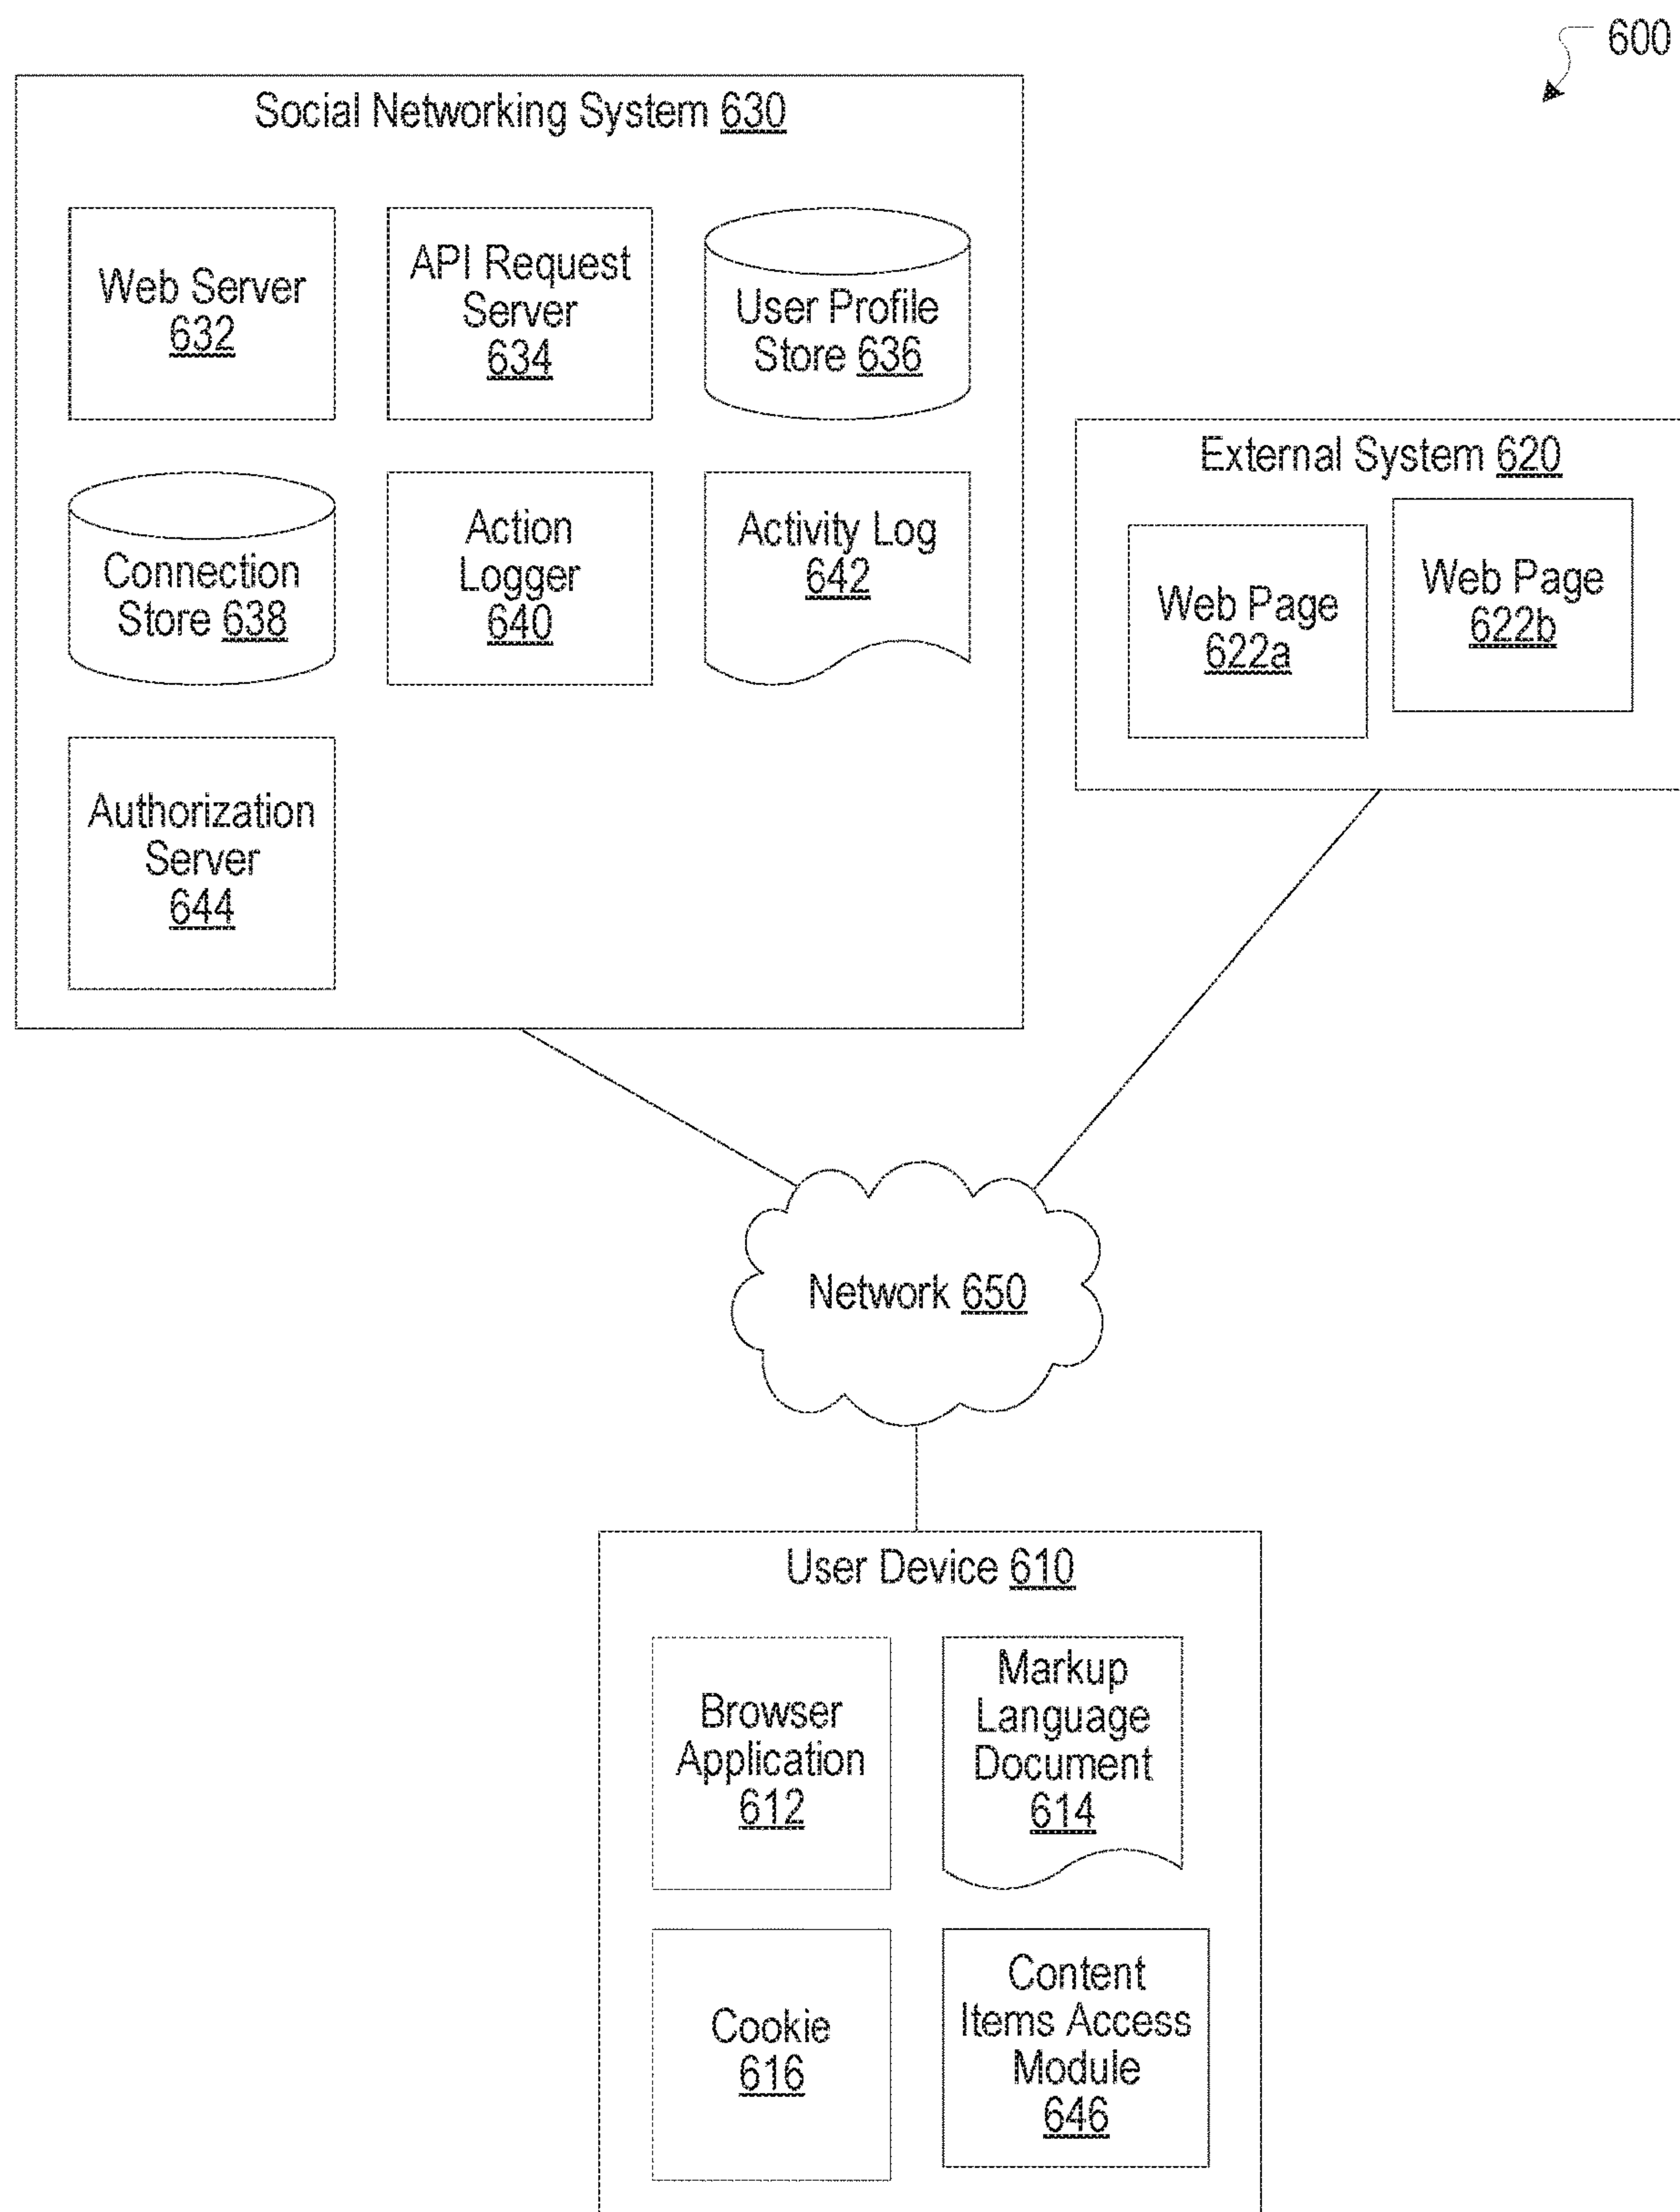 600
Social Networking System 630
Web Server
632
API Request
Server
634
User Profile
Store 636
Connection
Store 638
Action
Logger
640
Activity Log
642
Authorization
Server
644
External System 620
Web Page
622a
Web Page
622b
Network 650
User Device 610
Browser
Application
612
Markup
Language
Document
614
Cookie
616
Content
Items Access
Module
646